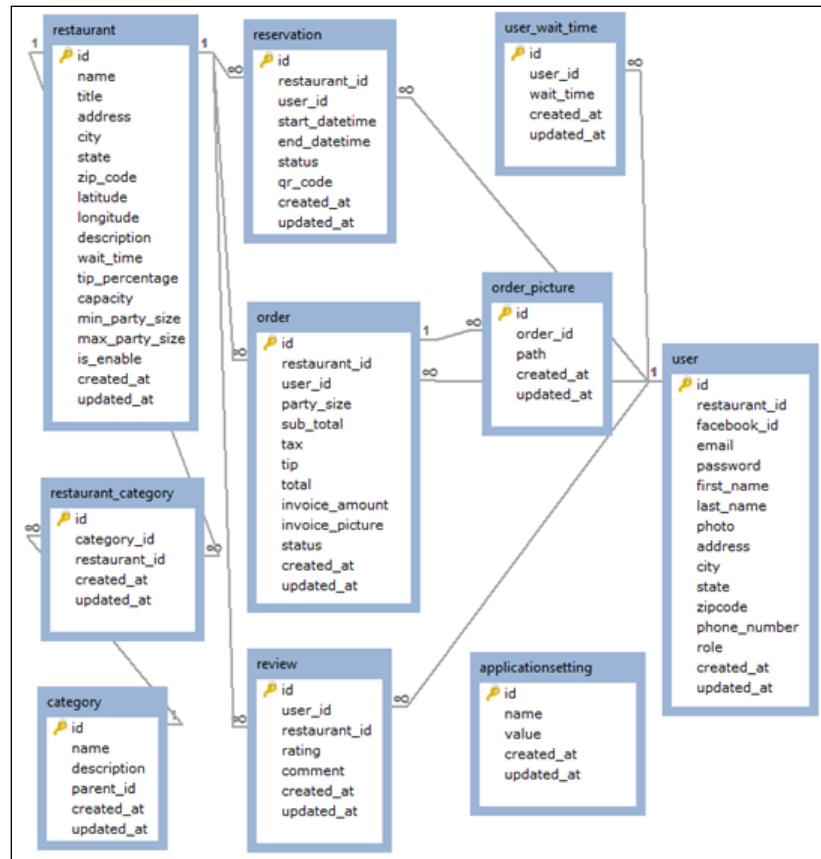 restaurant
id
name
title
address
city
state
zip_code
latitude
longitude
description
wait_time
tip_percentage
capacity
min_party_size
max_party_size
is_enable
created_at
updated_at
1
1
reservation
id
restaurant_id
user_id
start_datetime
end_datetime
status
qr_code
created_at
updated_at
∞
∞
user_wait_time
id
user_id
wait_time
created_at
updated_at
∞
order
id
restaurant_id
user_id
party_size
sub_total
tax
tip
total
invoice_amount
invoice_picture
status
created_at
updated_at
∞
1
∞
order_picture
id
order_id
path
created_at
updated_at
∞
user
id
restaurant_id
facebook_id
email
password
first_name
last_name
photo
address
city
state
zipcode
phone_number
role
created_at
updated_at
1
restaurant_category
id
category_id
restaurant_id
created_at
updated_at
∞
∞
category
id
name
description
parent_id
created_at
updated_at
1
review
id
user_id
restaurant_id
rating
comment
created_at
updated_at
∞
∞
applicationsetting
id
name
value
created_at
updated_at